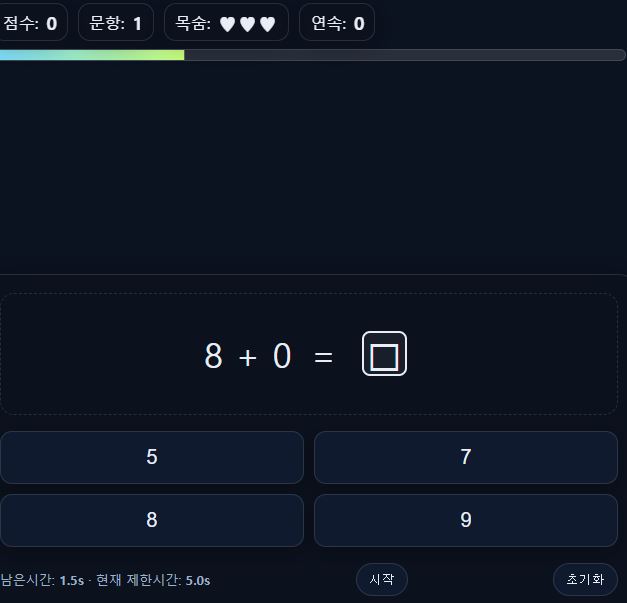 점수: 0 문항: 1 목숨: ♥♥♥ 연속: 0
8 + 0 = □
5 7
8 9
남은시간: 1.5s · 현재 제한시간: 5.0s 시작 초기화